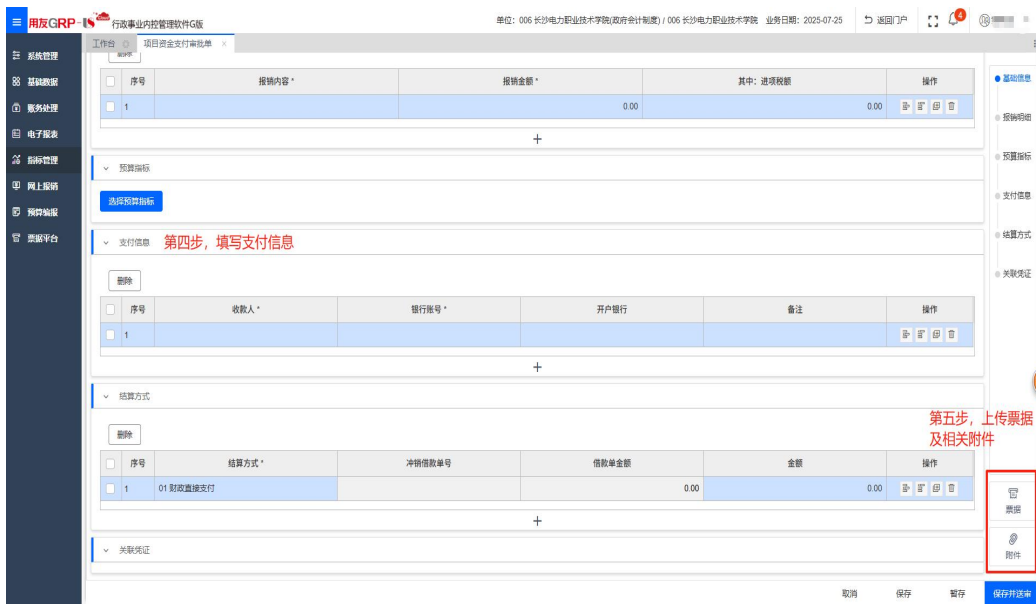 用友GRP-U8 Cloud 行政事业内控管理软件G版 单位：006 长沙电力职业技术学院(政府会计制度) / 006 长沙电力职业技术学院 业务日期：2025-07-25 返回门户 4
工作台 项目资金支付审批单 ×
系统管理
基础数据
账务处理
电子报表
指标管理
网上报销
预算编报
票据平台
删除
序号 报销内容 * 报销金额 * 其中：进项税额 操作
1 0.00 0.00
+
预算指标
选择预算指标
支付信息 第四步，填写支付信息
删除
序号 收款人 * 银行账号 * 开户银行 备注 操作
1
+
结算方式
删除
序号 结算方式 * 冲销借款单号 借款单金额 金额 操作
1 01 财政直接支付 0.00 0.00
+
关联凭证
基础信息
报销明细
预算指标
支付信息
结算方式
关联凭证
第五步，上传票据
及相关附件
票据
附件
取消 保存 暂存 保存并送审